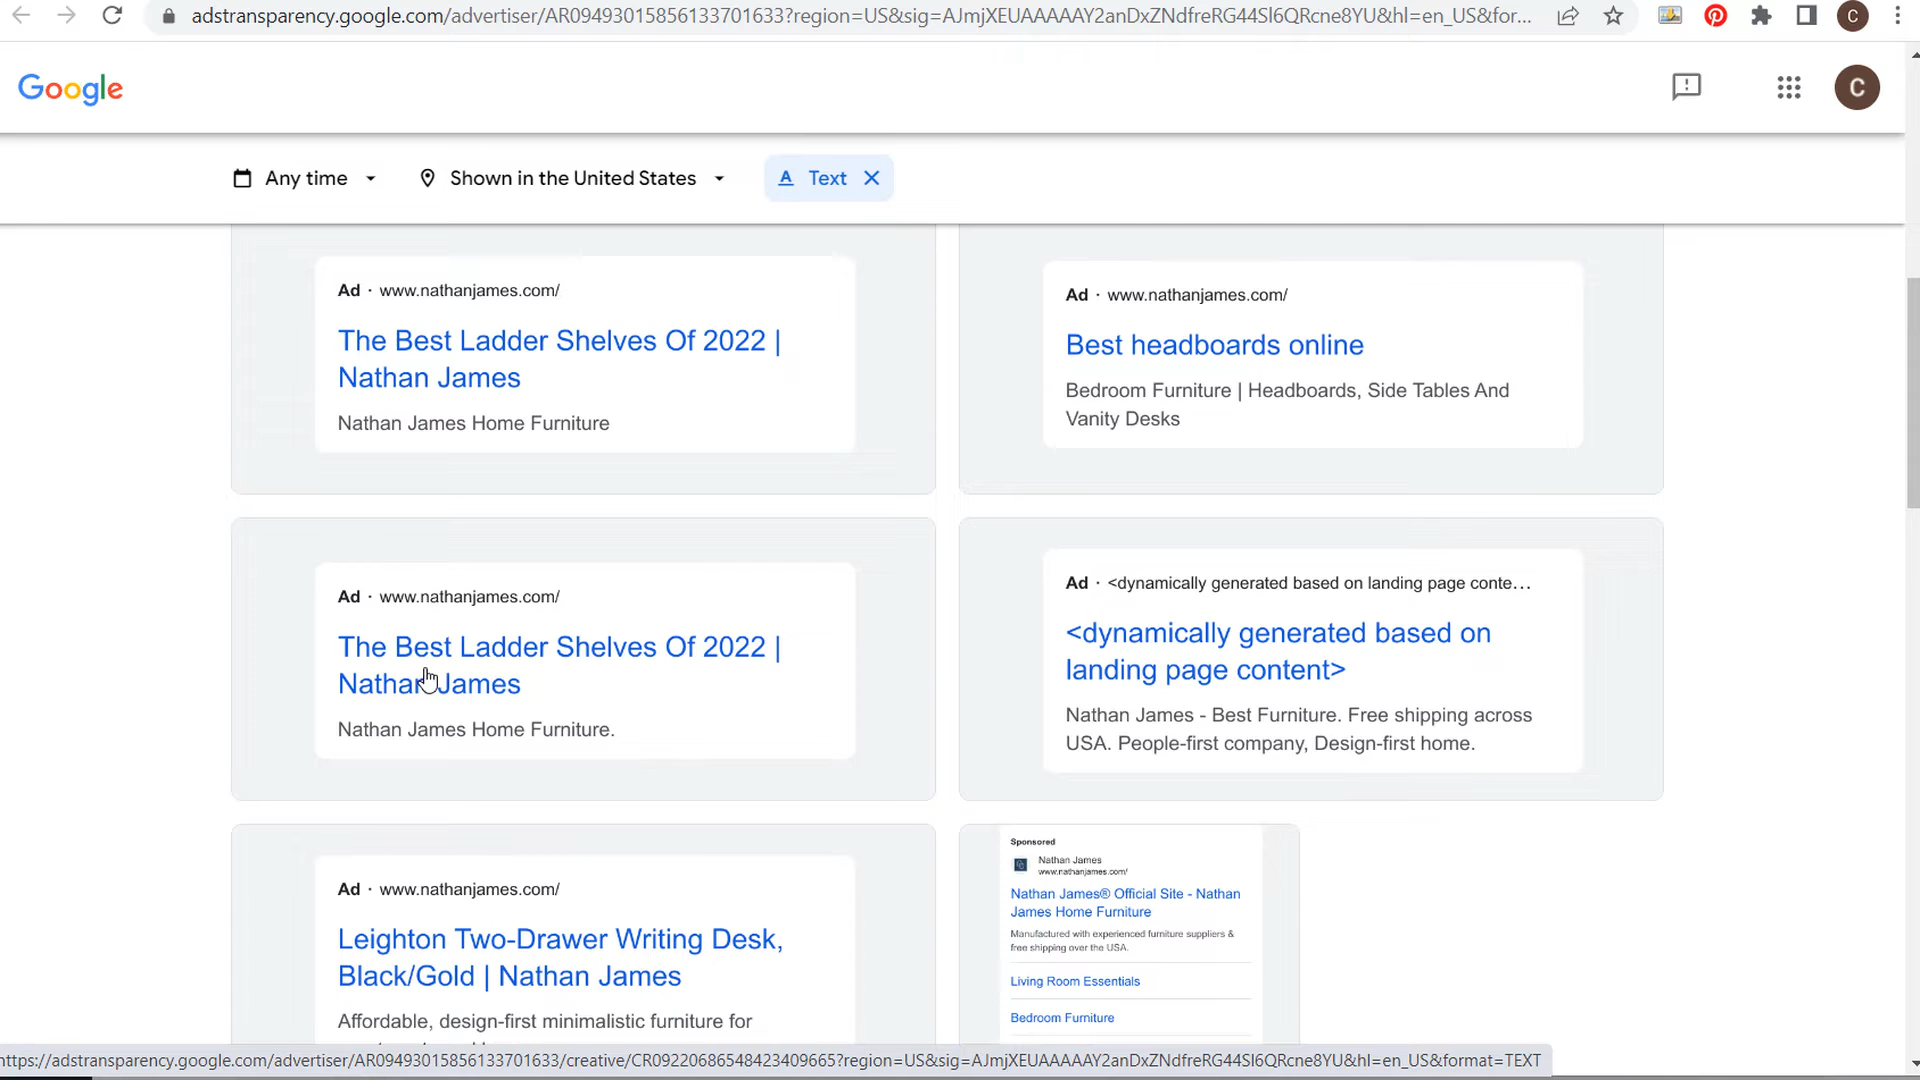 adstransparency.google.com/advertiser/AR09493015856133701633?region=US&sig=AJmjXEUAAAAAY2anDxZNdfreRG44Sl6QRcne8YU&hl=en_US&for...
C
Google
C
Any time
Shown in the United States
A Text
Ad · www.nathanjames.com/
The Best Ladder Shelves Of 2022 |
Nathan James
Nathan James Home Furniture
Ad · www.nathanjames.com/
Best headboards online
Bedroom Furniture | Headboards, Side Tables And
Vanity Desks
Ad · www.nathanjames.com/
The Best Ladder Shelves Of 2022 |
Nathan James
Nathan James Home Furniture.
Ad · <dynamically generated based on landing page conte...
<dynamically generated based on
landing page content>
Nathan James - Best Furniture. Free shipping across
USA. People-first company, Design-first home.
Ad · www.nathanjames.com/
Leighton Two-Drawer Writing Desk,
Black/Gold | Nathan James
Affordable, design-first minimalistic furniture for
Sponsored
Nathan James
www.nathanjames.com/
Nathan James® Official Site - Nathan
James Home Furniture
Manufactured with experienced furniture suppliers &
free shipping over the USA.
Living Room Essentials
Bedroom Furniture
https://adstransparency.google.com/advertiser/AR09493015856133701633/creative/CR09220686548423409665?region=US&sig=AJmjXEUAAAAAY2anDxZNdfreRG44Sl6QRcne8YU&hl=en_US&format=TEXT